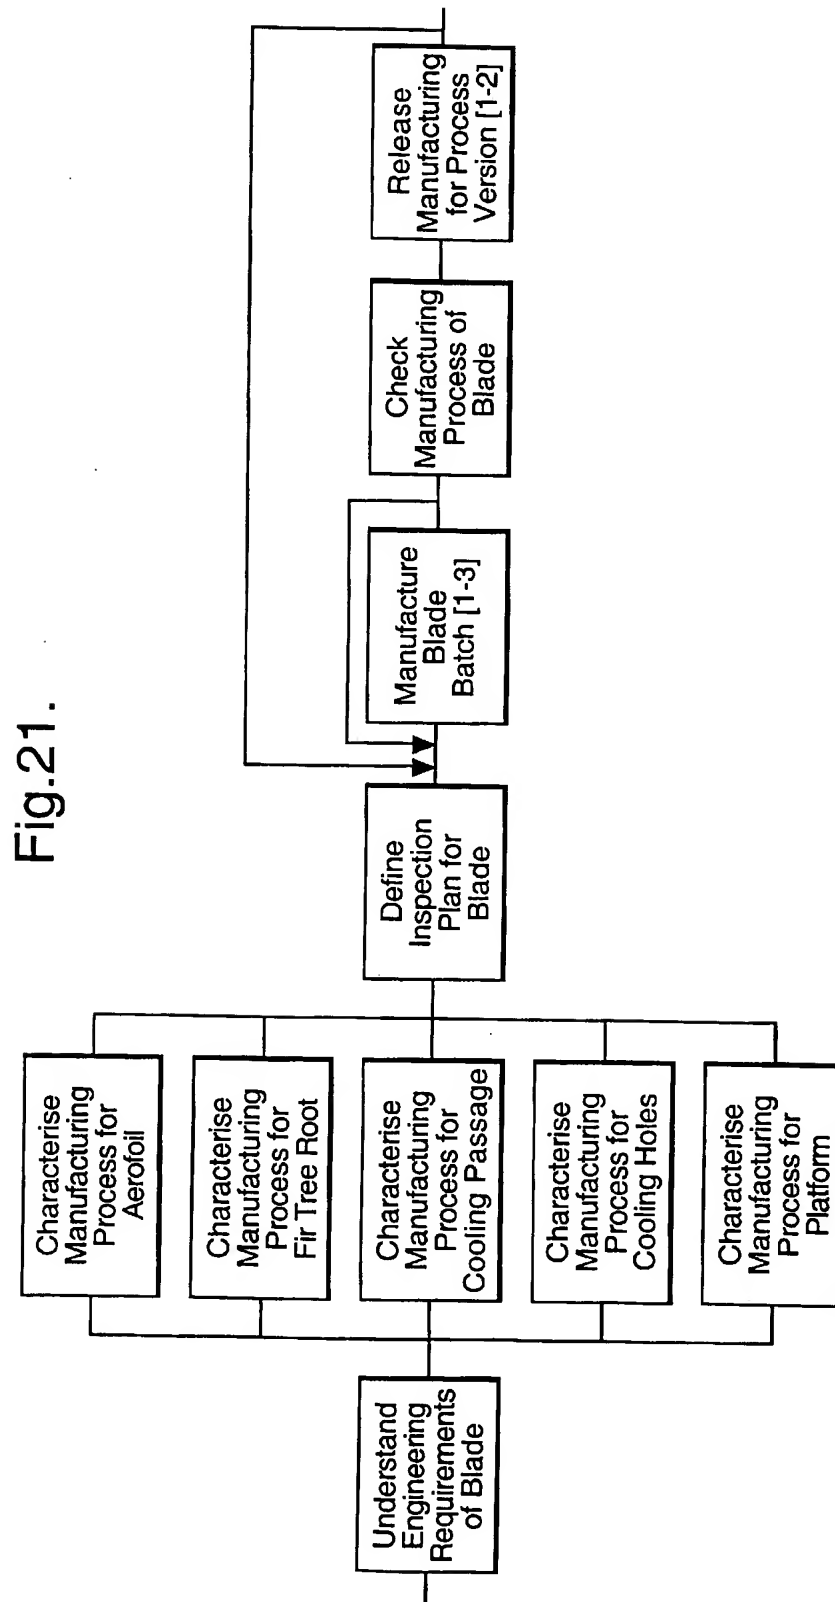 Fig.21.
Understand
Engineering
Requirements
of Blade
Characterise
Manufacturing
Process for
Aerofoil
Characterise
Manufacturing
Process for
Fir Tree Root
Characterise
Manufacturing
Process for
Cooling Passage
Characterise
Manufacturing
Process for
Cooling Holes
Characterise
Manufacturing
Process for
Platform
Define
Inspection
Plan for
Blade
Manufacture
Blade
Batch [1-3]
Check
Manufacturing
Process of
Blade
Release
Manufacturing
for Process
Version [1-2]